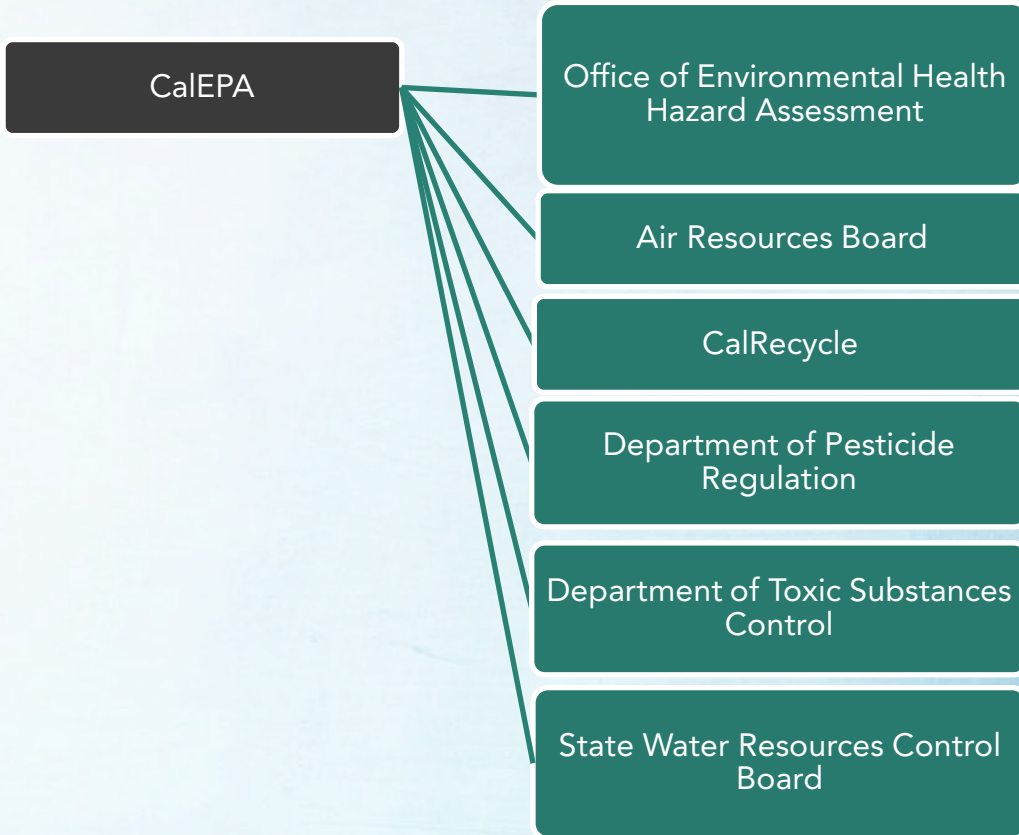 CalEPA
Office of Environmental Health
Hazard Assessment
Air Resources Board
CalRecycle
Department of Pesticide
Regulation
Department of Toxic Substances
Control
State Water Resources Control
Board